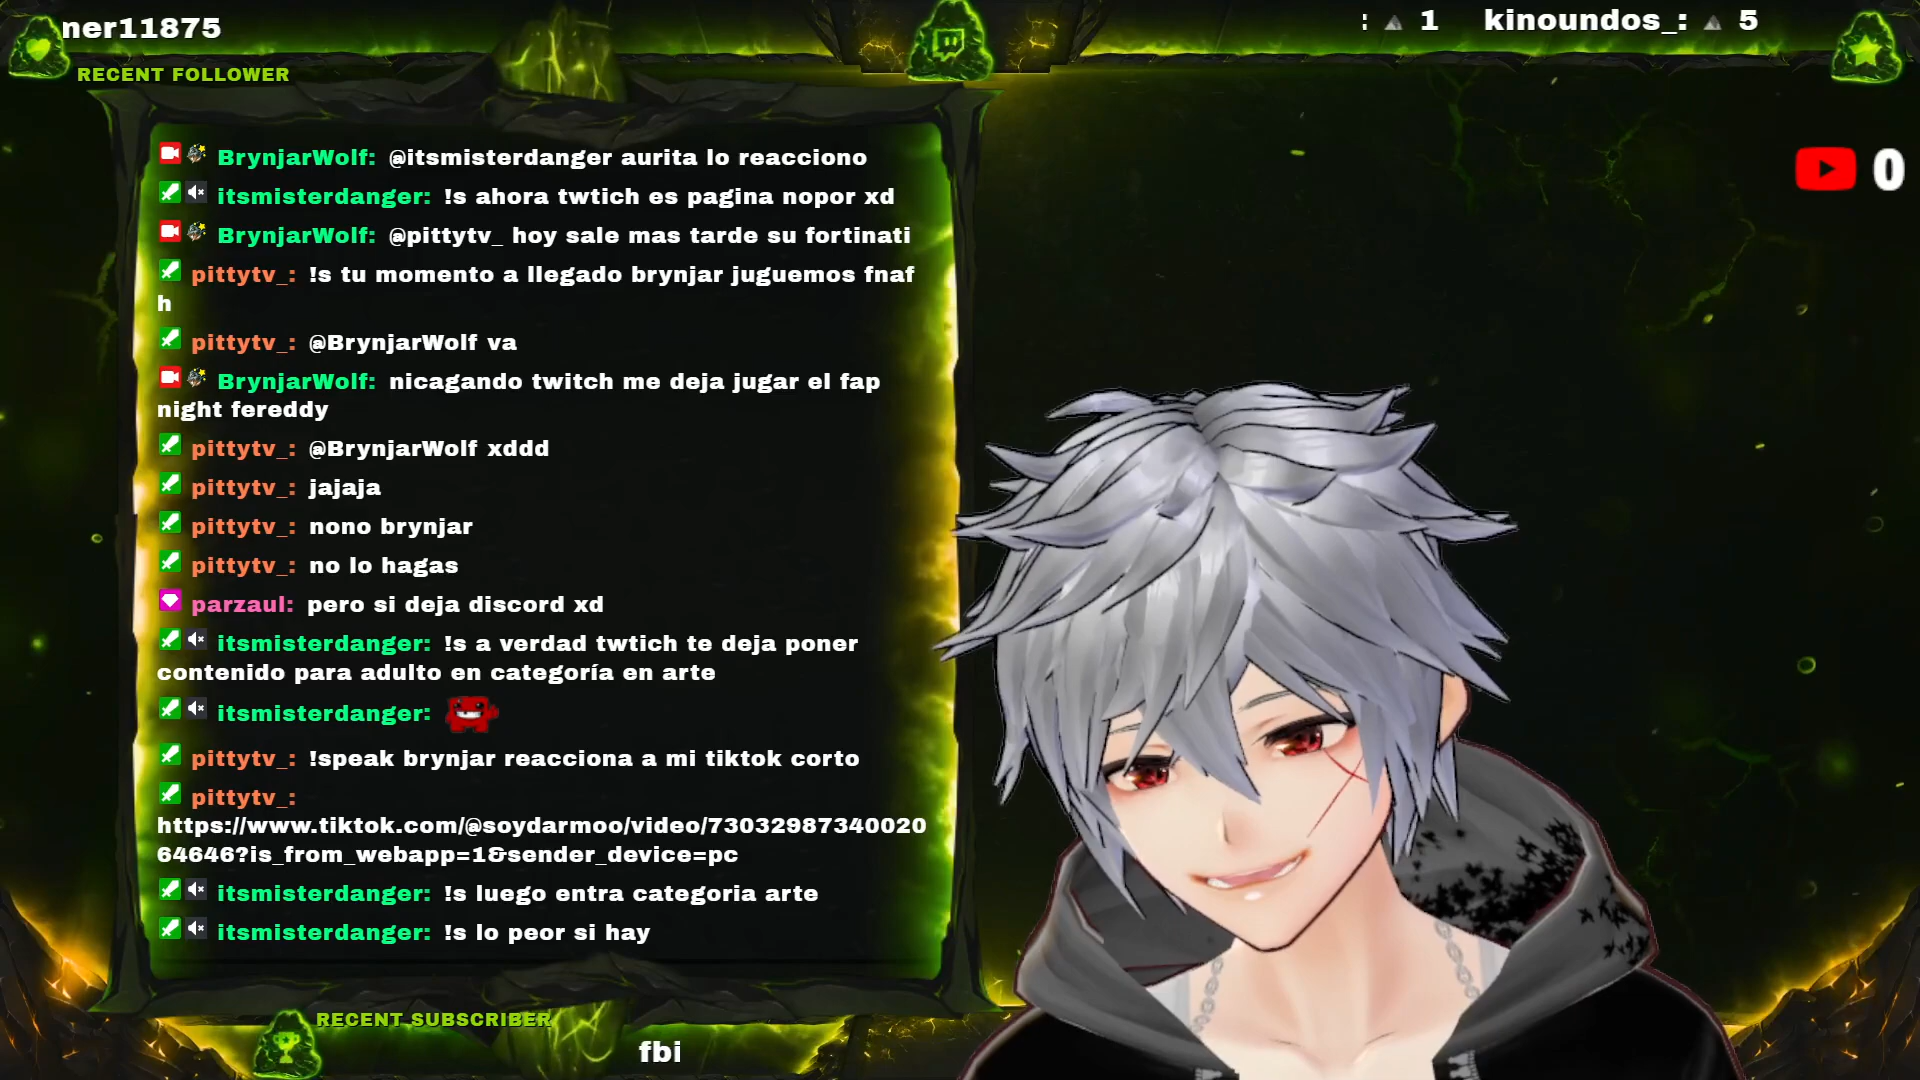 ner11875
: 1 kinoundos_: 5
RECENT FOLLOWER
0
BrynjarWolf: @itsmisterdanger aurita lo reacciono
itsmisterdanger: !s ahora twtich es pagina nopor xd
BrynjarWolf: @pittytv_ hoy sale mas tarde su fortinati
pittytv_: !s tu momento a llegado brynjar juguemos fnaf
h
pittytv_: @BrynjarWolf va
BrynjarWolf: nicagando twitch me deja jugar el fap
night fereddy
pittytv_: @BrynjarWolf xddd
pittytv_: jajaja
pittytv_: nono brynjar
pittytv_: no lo hagas
parzaul: pero si deja discord xd
itsmisterdanger: !s a verdad twtich te deja poner
contenido para adulto en categoría en arte
itsmisterdanger:
pittytv_: !speak brynjar reacciona a mi tiktok corto
pittytv_:
https://www.tiktok.com/@soydarmoo/video/73032987340020
64646?is_from_webapp=1&sender_device=pc
itsmisterdanger: !s luego entra categoria arte
itsmisterdanger: !s lo peor si hay
RECENT SUBSCRIBER
fbi